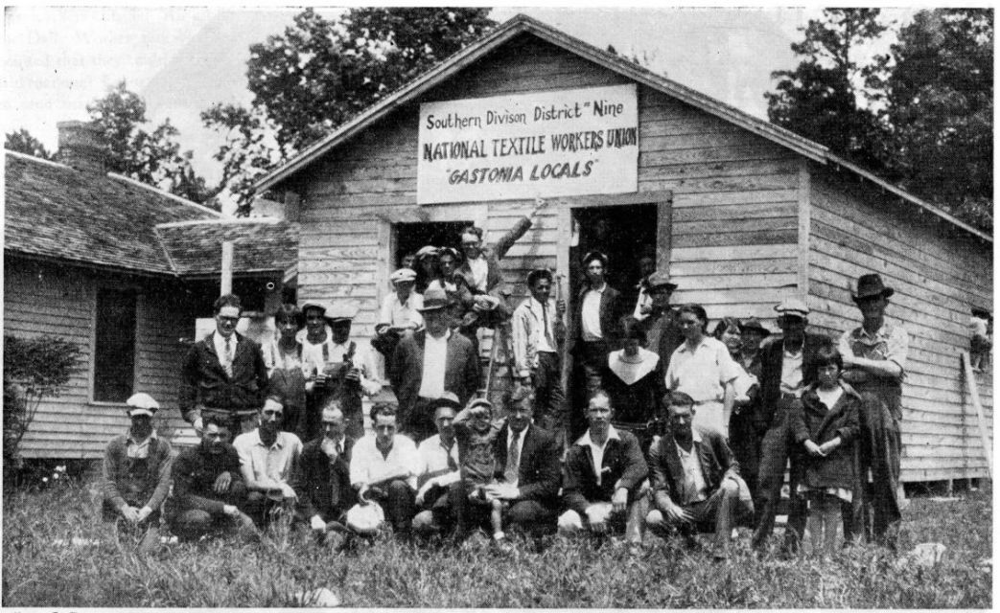 Southern Divison District" Nine
NATIONAL TEXTILE WORKERS UNION
"GASTONIA LOCALS"